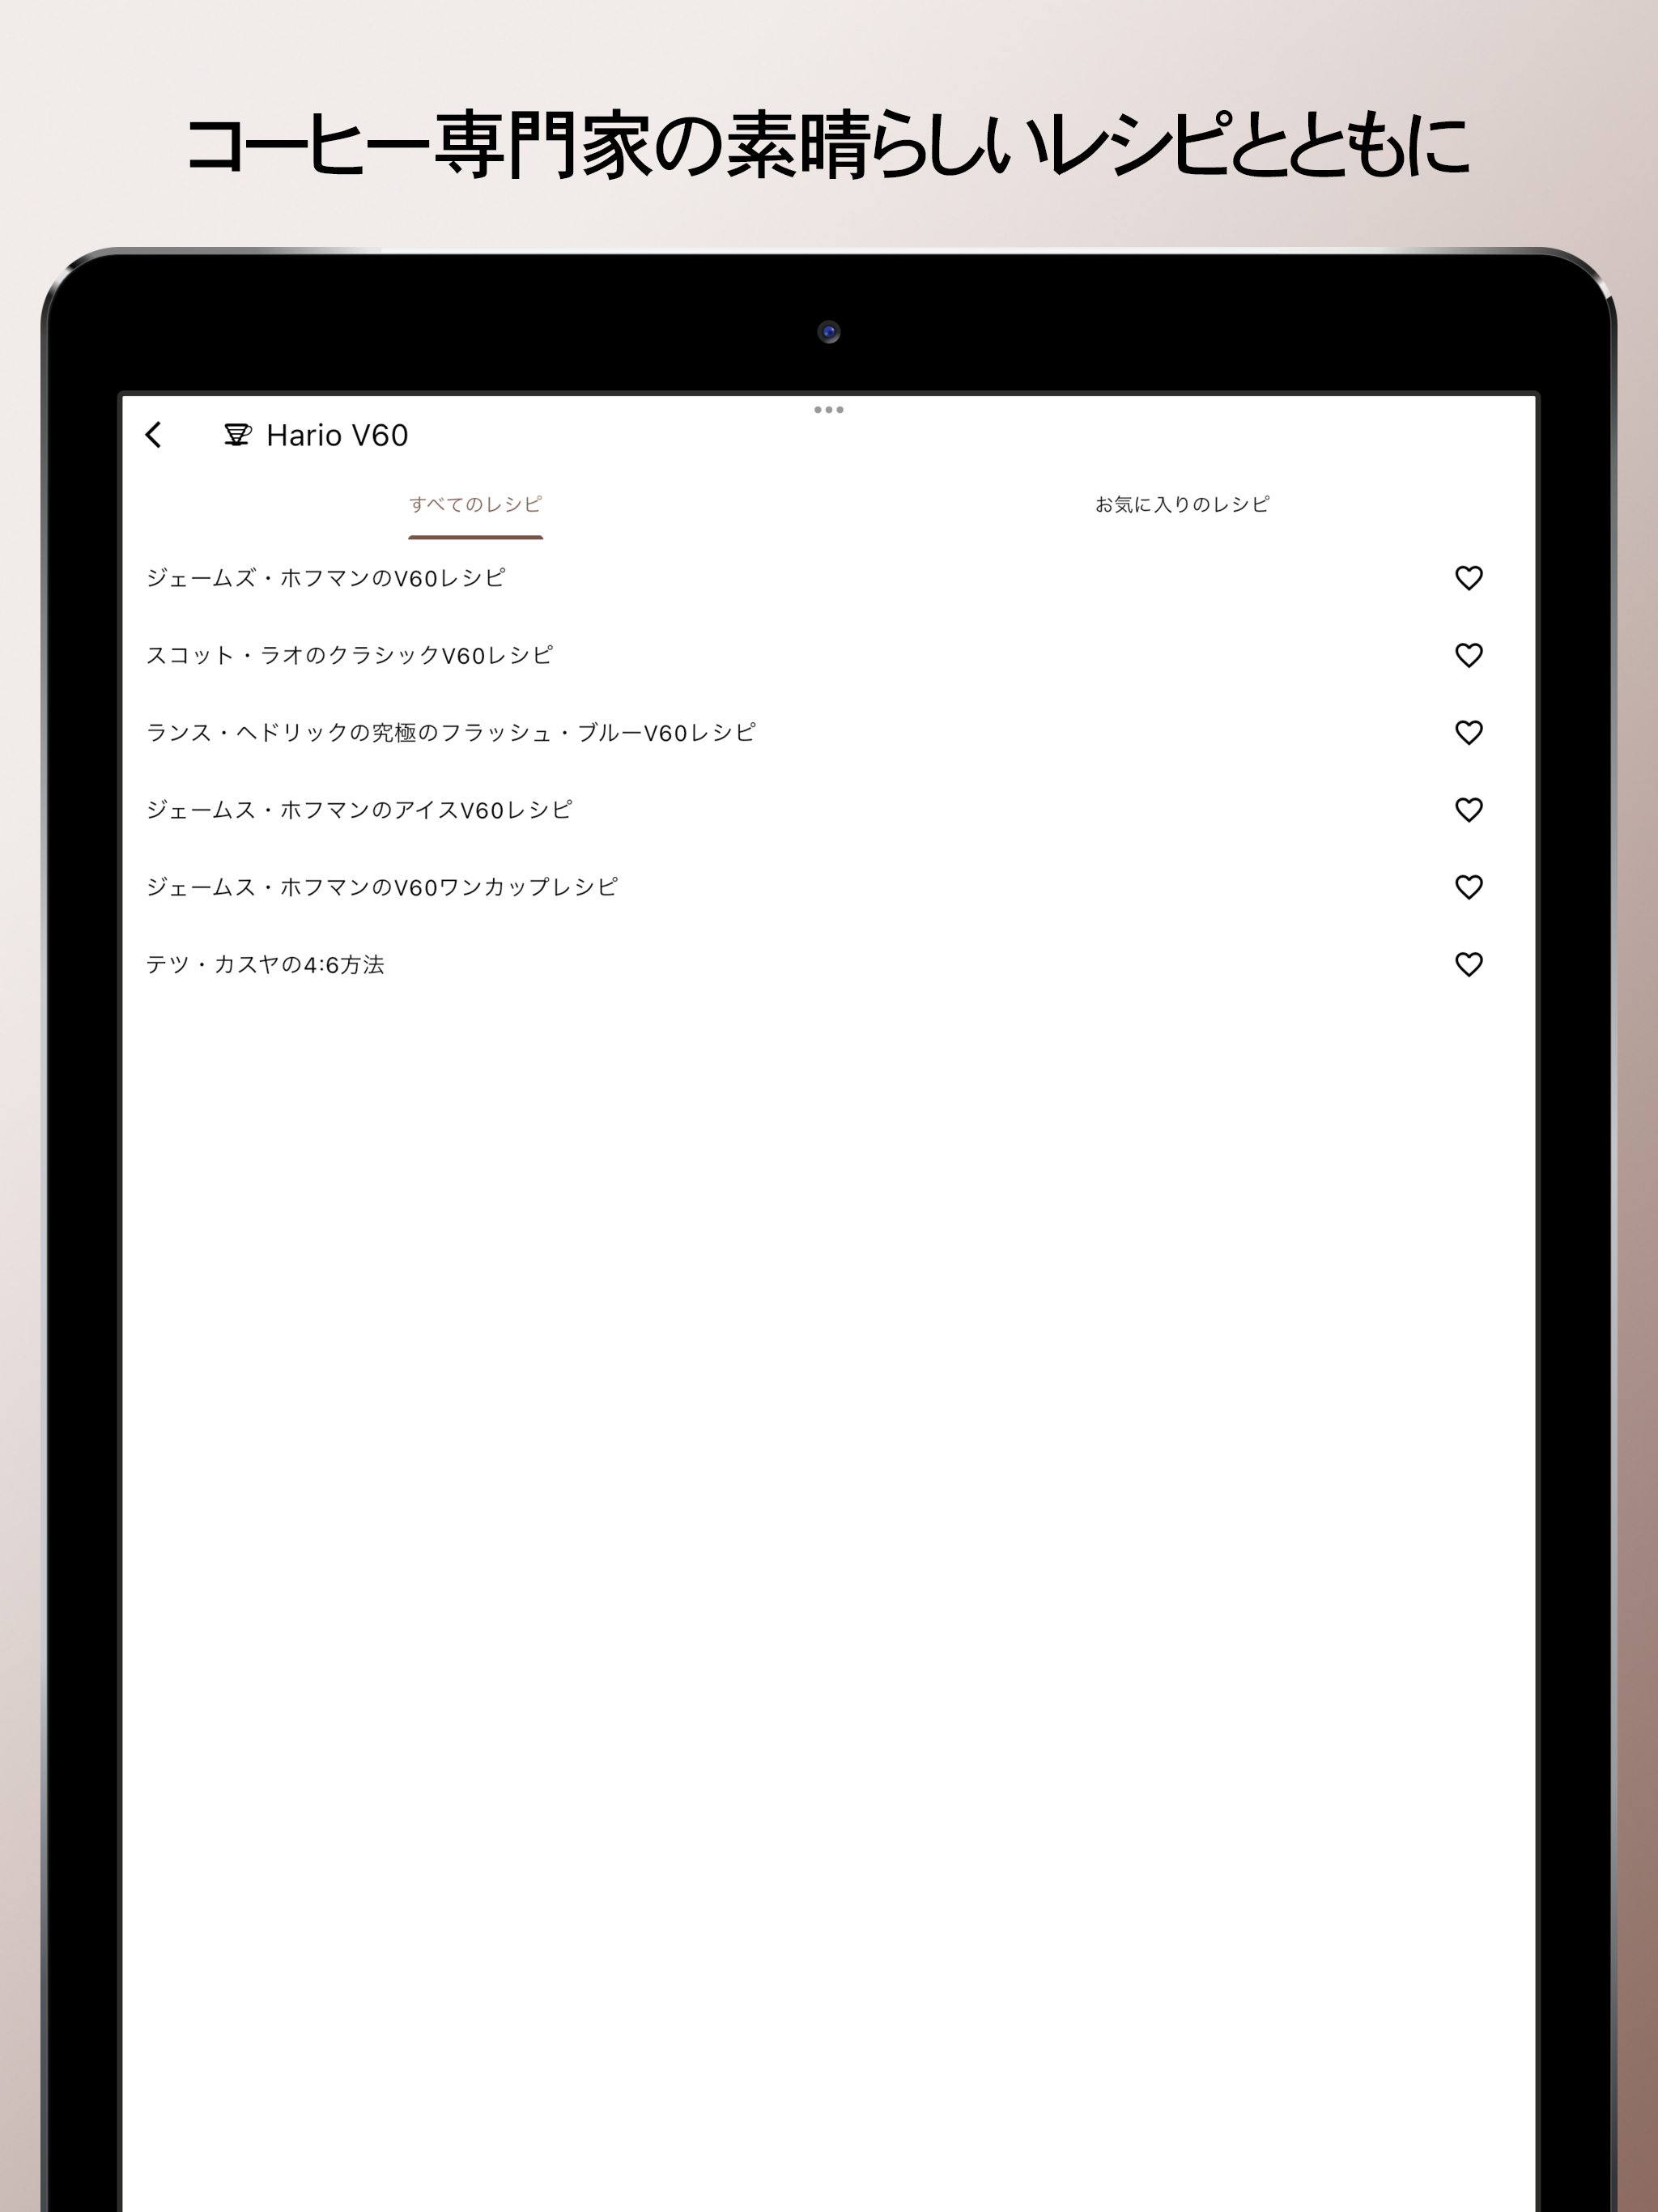 コーヒー専門家の素晴らしいレシピとともに
Hario V60
すべてのレシピ
お気に入りのレシピ
ジェームズ・ホフマンのV60レシピ
スコット・ラオのクラシックV60レシピ
ランス・ヘドリックの究極のフラッシュ・ブルーV60レシピ
ジェームス・ホフマンのアイスV60レシピ
ジェームス・ホフマンのV60ワンカップレシピ
テツ・カスヤの4:6方法